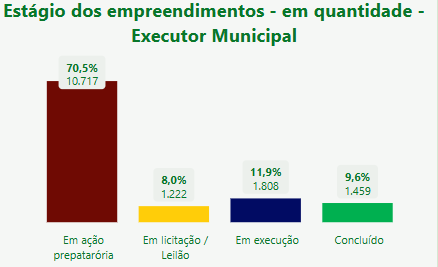 Estágio dos empreendimentos - em quantidade -
Executor Municipal
70,5%
10.717
8,0%
1.222
11,9%
1.808
9,6%
1.459
Em ação
prepatarória
Em licitação /
Leilão
Em execução
Concluído